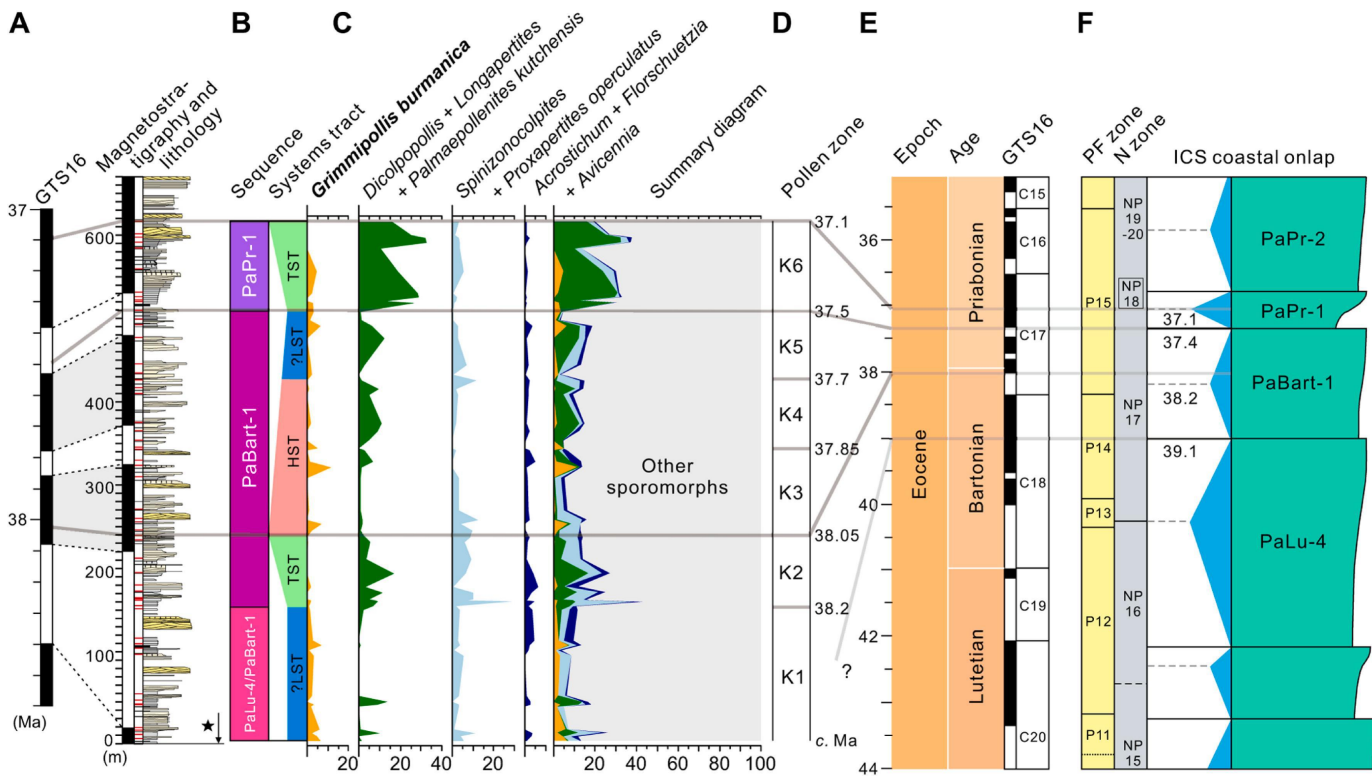 A
B
C
D
E
F
GTS16
Magnetostra-
tigraphy and
lithology
Sequence
Systems tract
Grimmipollis burmanica
Dicolpopollis + Longapertites
+ Palmaepollenites kutchensis
Spinizonocolpites
+ Proxapertites operculatus
Acrostichum + Florschuetzia
+ Avicennia
Summary diagram
Pollen zone
Epoch
Age
GTS16
PF zone
N zone
ICS coastal onlap
37
38
(Ma)
600
400
300
200
100
0
(m)
★
PaPr-1
PaBart-1
PaLu-4/PaBart-1
TST
?LST
HST
TST
?LST
20
20 40
20
20
20 40 60 80 100
Other
sporomorphs
K6
K5
K4
K3
K2
K1
37.1
37.5
37.7
37.85
38.05
38.2
?
c. Ma
36
38
40
42
44
Eocene
Priabonian
Bartonian
Lutetian
C15
C16
C17
C18
C19
C20
P15
P14
P13
P12
P11
NP
19
-20
NP
18
NP
17
NP
16
NP
15
37.1
37.4
38.2
39.1
PaPr-2
PaPr-1
PaBart-1
PaLu-4